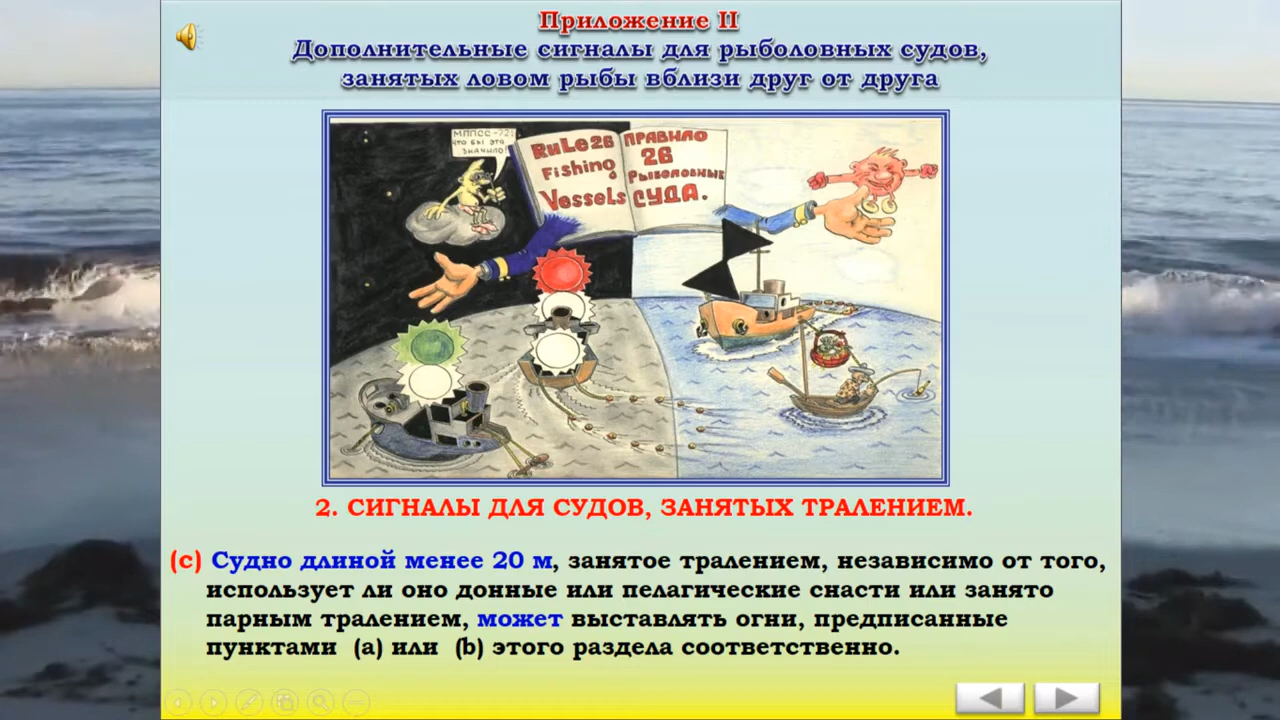 Приложение II
Дополнительные сигналы для рыболовных судов,
занятых ловом рыбы вблизи друг от друга
МППСС-72!
Что бы это
значило!
RuLe26
Fishing
Vessels
ПРАВИЛО
26
Рыболовные
СУДА.
2. СИГНАЛЫ ДЛЯ СУДОВ, ЗАНЯТЫХ ТРАЛЕНИЕМ.
(c) Судно длиной менее 20 м, занятое тралением, независимо от того,
использует ли оно донные или пелагические снасти или занято
парным тралением, может выставлять огни, предписанные
пунктами (a) или (b) этого раздела соответственно.